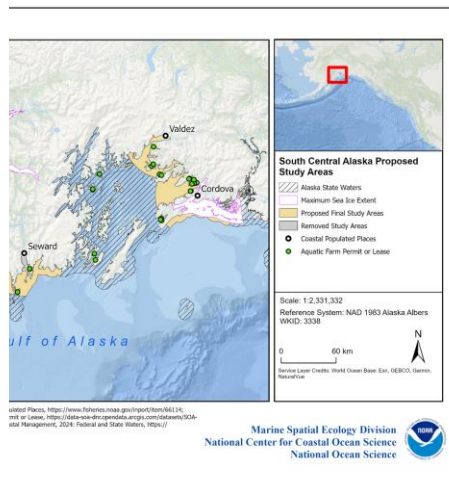 Valdez
Cordova
Seward
ulf of Alaska
South Central Alaska Proposed
Study Areas
Alaska State Waters
Maximum Sea Ice Extent
Proposed Final Study Areas
Removed Study Areas
Coastal Populated Places
Aquatic Farm Permit or Lease
Scale: 1:2,331,332
Reference System: NAD 1983 Alaska Albers
WKID: 3338
N
0 60 km
Service Layer Credits: World Ocean Base: Esri, GEBCO, Garmin,
NaturalVue
ulated Places, https://www.fisheries.noaa.gov/inport/item/66114;
rmit or Lease, https://data-soa-dnr.opendata.arcgis.com/datasets/SOA-
stal Management, 2024: Federal and State Waters, https://
Marine Spatial Ecology Division
National Center for Coastal Ocean Science
National Ocean Service
NOAA